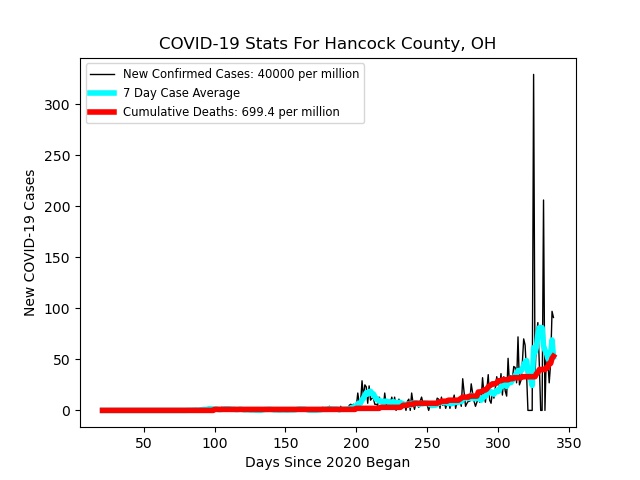 COVID-19 Stats For Hancock County, OH
New Confirmed Cases: 40000 per million
7 Day Case Average
Cumulative Deaths: 699.4 per million
New COVID-19 Cases
300
250
200
150
100
50
0
50 100 150 200 250 300 350
Days Since 2020 Began